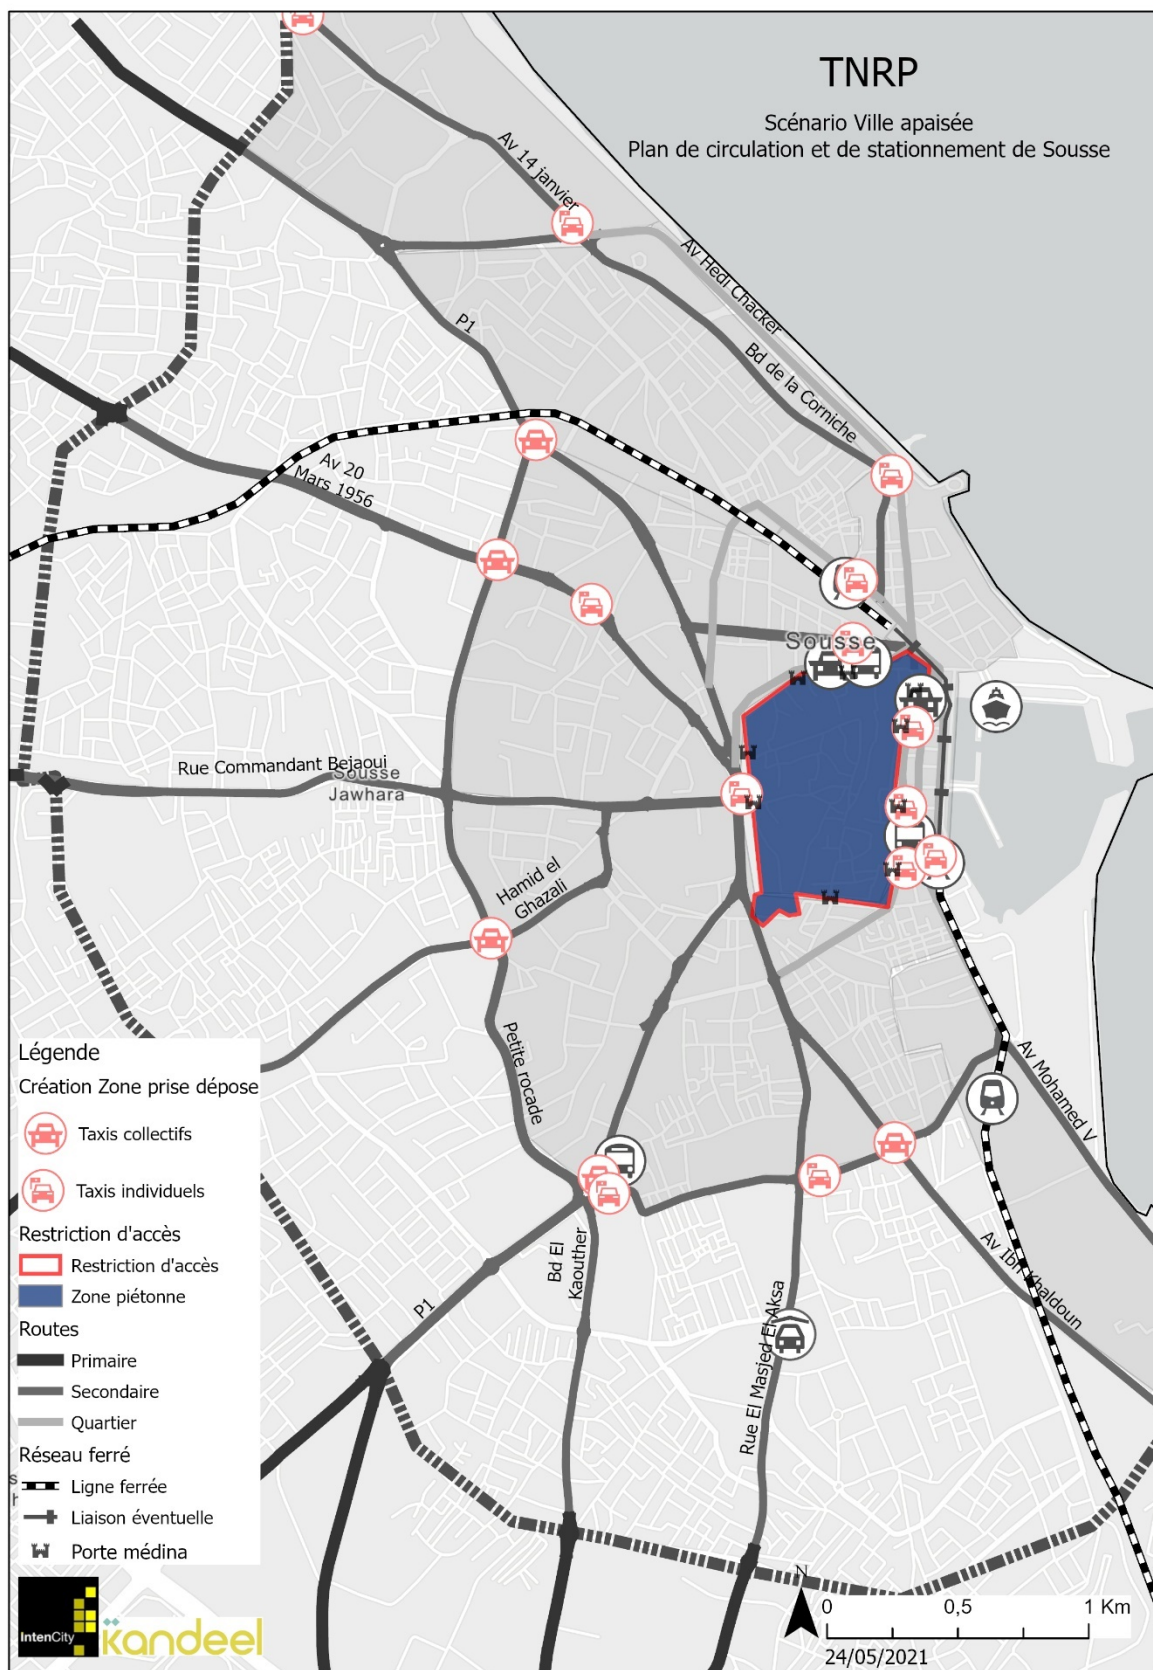 TNRP
Scénario Ville apaisée
Plan de circulation et de stationnement de Sousse
Av 14 janvier
Av Hedi Chacker
P1
Bd de la Corniche
Av 20
Mars 1956
Sousse
Rue Commandant Bejaoui
Sousse
Jawhara
Hamid el
Ghazali
Petite rocade
Av Mohamed V
Bd El
Kaouther
Av Ibn Khaldoun
P1
Rue El Masjed El Aksa
Légende
Création Zone prise dépose
Taxis collectifs
Taxis individuels
Restriction d'accès
Restriction d'accès
Zone piétonne
Routes
Primaire
Secondaire
Quartier
Réseau ferré
Ligne ferrée
Liaison éventuelle
Porte médina
IntenCity
Kandeel
N
0 0,5 1 Km
24/05/2021